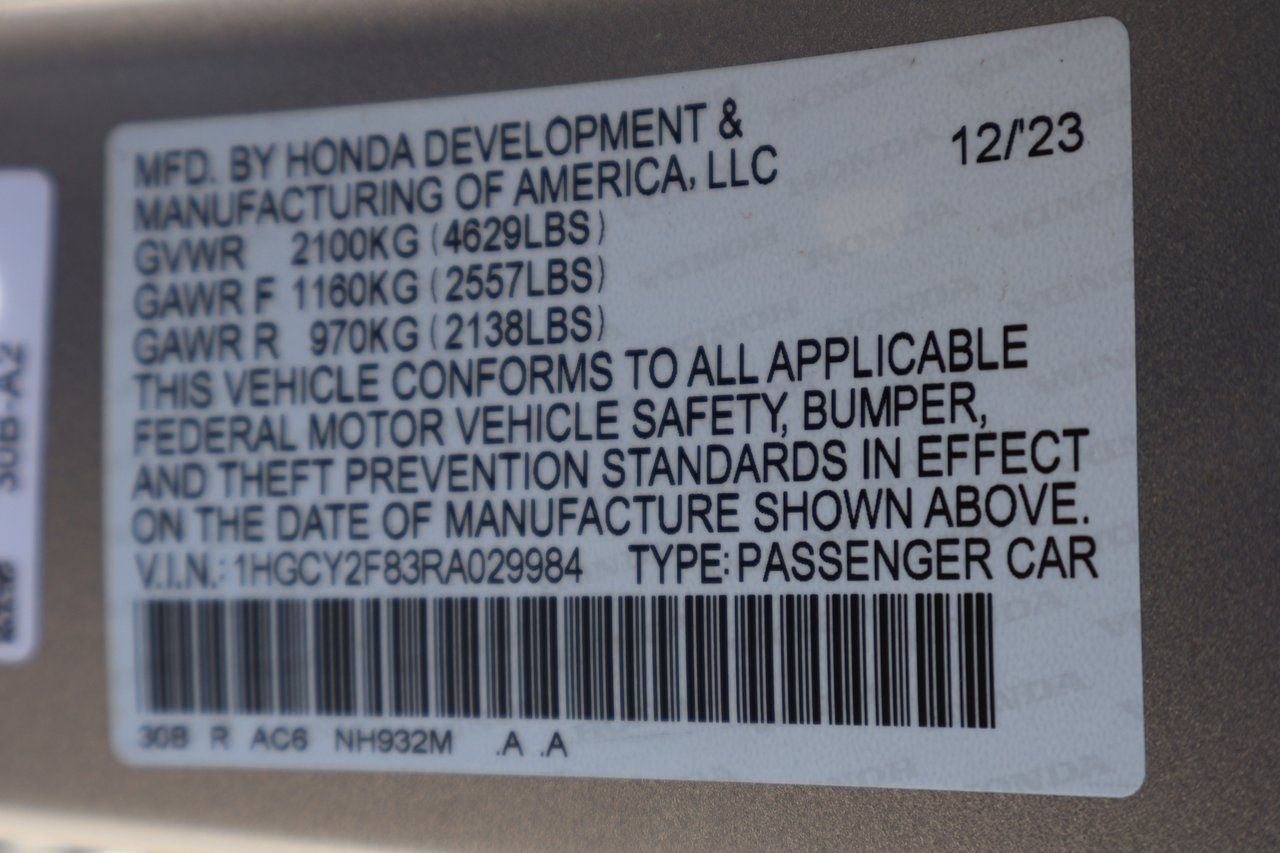 MFD. BY HONDA DEVELOPMENT &
MANUFACTURING OF AMERICA, LLC
12/'23
GVWR 2100KG (4629LBS)
GAWR F 1160KG (2557LBS)
GAWR R 970KG (2138LBS)
THIS VEHICLE CONFORMS TO ALL APPLICABLE
FEDERAL MOTOR VEHICLE SAFETY, BUMPER,
AND THEFT PREVENTION STANDARDS IN EFFECT
ON THE DATE OF MANUFACTURE SHOWN ABOVE.
V.I.N.: 1HGCY2F83RA029984 TYPE: PASSENGER CAR
30B R AC6 NH932M .A .A
30B-A2